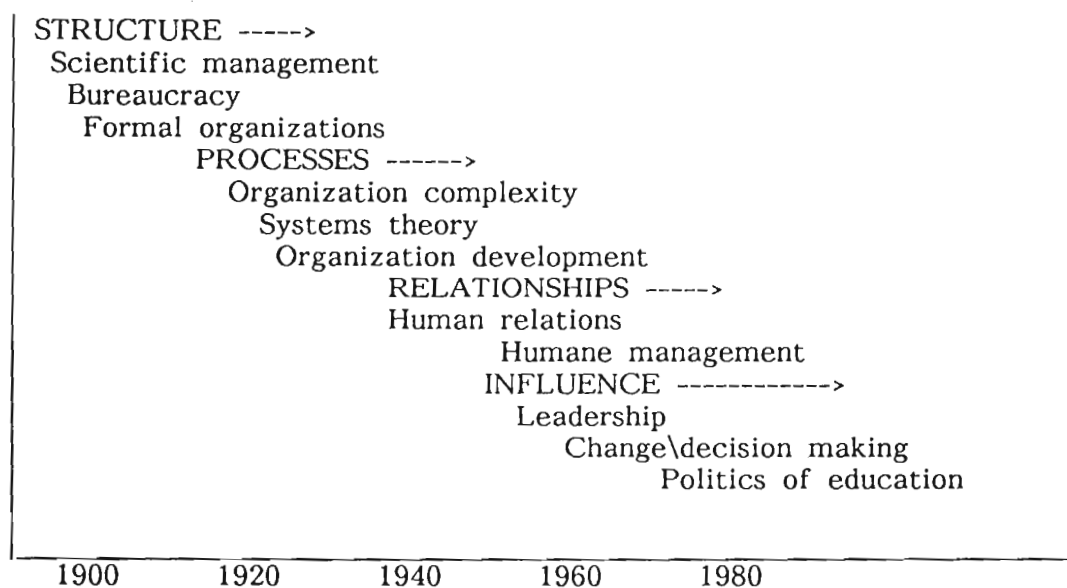 STRUCTURE ----->
Scientific management
Bureaucracy
Formal organizations
PROCESSES ------>
Organization complexity
Systems theory
Organization development
RELATIONSHIPS ----->
Human relations
Humane management
INFLUENCE ------------>
Leadership
Change\decision making
Politics of education
1900 1920 1940 1960 1980